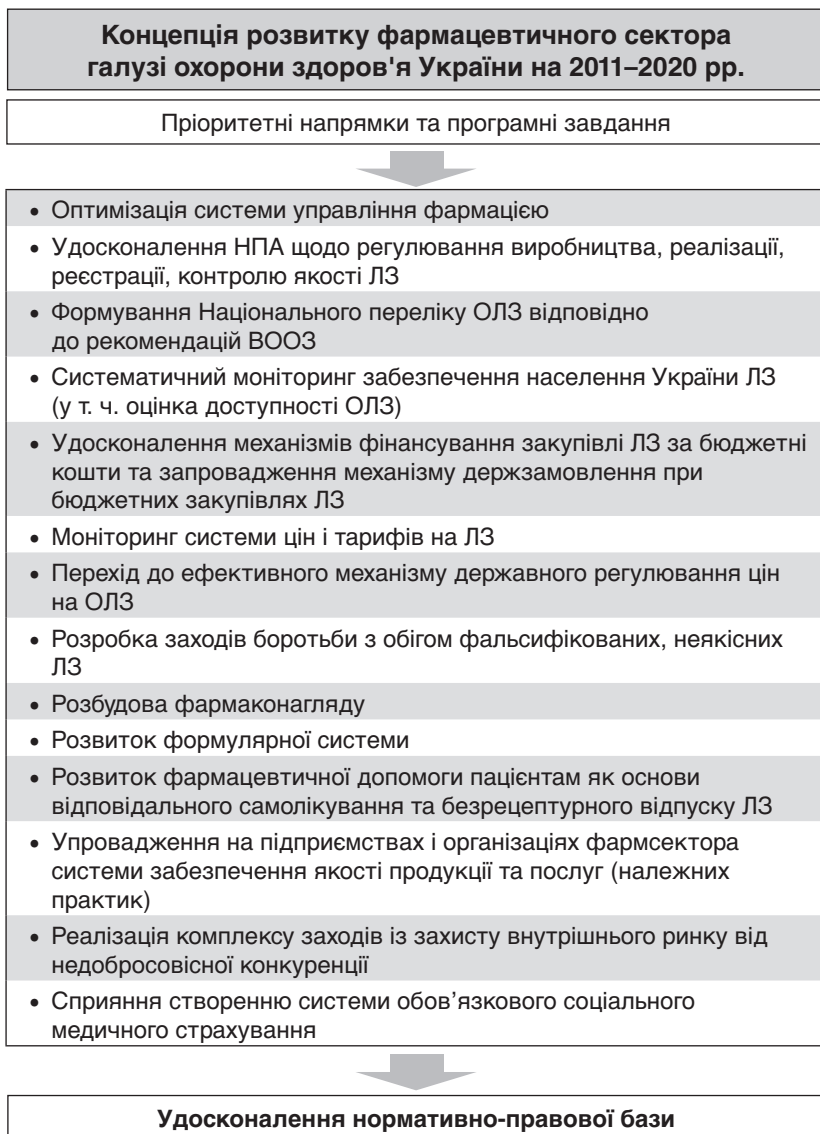 Концепція розвитку фармацевтичного сектора
галузі охорони здоров'я України на 2011–2020 рр.
Пріоритетні напрямки та програмні завдання
• Оптимізація системи управління фармацією
• Удосконалення НПА щодо регулювання виробництва, реалізації,
реєстрації, контролю якості ЛЗ
• Формування Національного переліку ОЛЗ відповідно
до рекомендацій ВООЗ
• Систематичний моніторинг забезпечення населення України ЛЗ
(у т. ч. оцінка доступності ОЛЗ)
• Удосконалення механізмів фінансування закупівлі ЛЗ за бюджетні
кошти та запровадження механізму держзамовлення при
бюджетних закупівлях ЛЗ
• Моніторинг системи цін і тарифів на ЛЗ
• Перехід до ефективного механізму державного регулювання цін
на ОЛЗ
• Розробка заходів боротьби з обігом фальсифікованих, неякісних
ЛЗ
• Розбудова фармаконагляду
• Розвиток формулярної системи
• Розвиток фармацевтичної допомоги пацієнтам як основи
відповідального самолікування та безрецептурного відпуску ЛЗ
• Упровадження на підприємствах і організаціях фармсектора
системи забезпечення якості продукції та послуг (належних
практик)
• Реалізація комплексу заходів із захисту внутрішнього ринку від
недобросовісної конкуренції
• Сприяння створенню системи обов’язкового соціального
медичного страхування
Удосконалення нормативно-правової бази